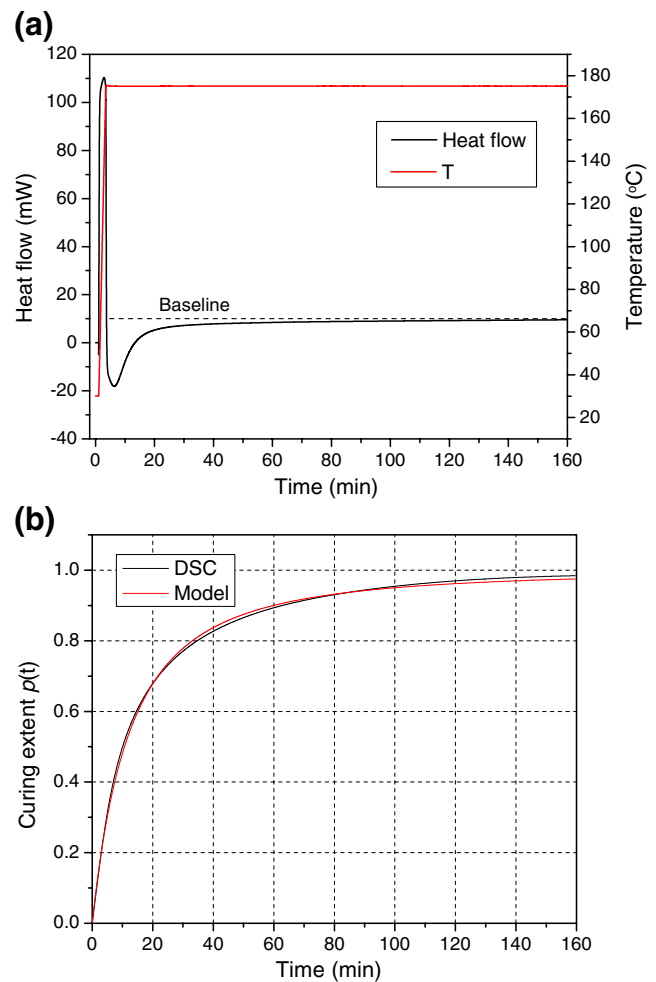 (a)
Heat flow (mW)
120
100
80
60
40
20
0
-20
-40
Heat flow
T
Baseline
180
160
140
120
100
80
60
40
20
Temperature (oC)
0 20 40 60 80 100 120 140 160
Time (min)
(b)
Curing extent p(t)
1.0
0.8
0.6
0.4
0.2
0.0
DSC
Model
0 20 40 60 80 100 120 140 160
Time (min)